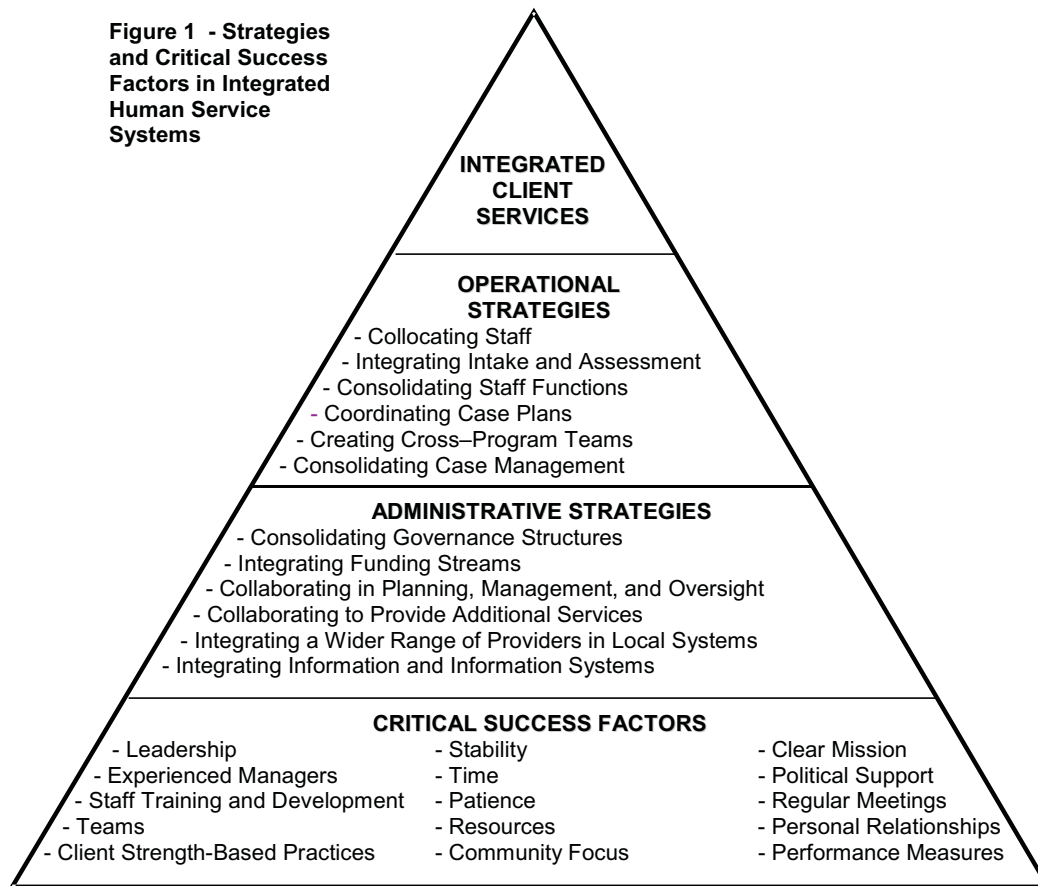 Figure 1 - Strategies
and Critical Success
Factors in Integrated
Human Service
Systems
INTEGRATED
CLIENT
SERVICES
OPERATIONAL
STRATEGIES
- Collocating Staff
- Integrating Intake and Assessment
- Consolidating Staff Functions
- Coordinating Case Plans
- Creating Cross–Program Teams
- Consolidating Case Management
ADMINISTRATIVE STRATEGIES
- Consolidating Governance Structures
- Integrating Funding Streams
- Collaborating in Planning, Management, and Oversight
- Collaborating to Provide Additional Services
- Integrating a Wider Range of Providers in Local Systems
- Integrating Information and Information Systems
CRITICAL SUCCESS FACTORS
- Leadership
- Experienced Managers
- Staff Training and Development
- Teams
- Client Strength-Based Practices
- Stability
- Time
- Patience
- Resources
- Community Focus
- Clear Mission
- Political Support
- Regular Meetings
- Personal Relationships
- Performance Measures